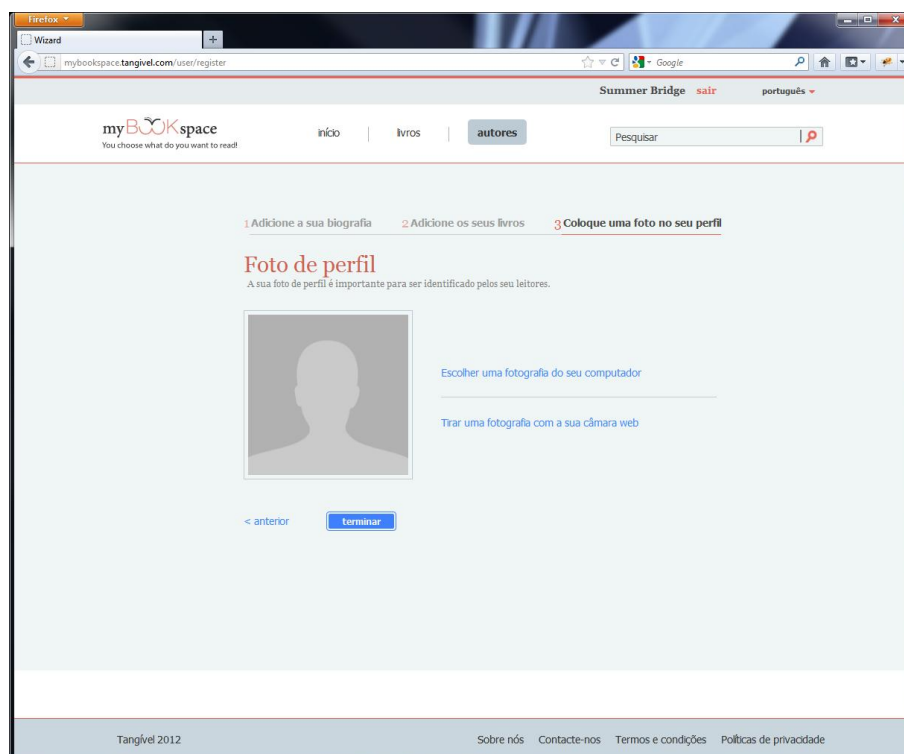 Firefox
Wizard
mybookspace.tangivel.com/user/register
Google
Summer Bridge sair português
myBOOKspace
You choose what do you want to read!
início livros autores
Pesquisar
1 Adicione a sua biografia 2 Adicione os seus livros 3 Coloque uma foto no seu perfil
Foto de perfil
A sua foto de perfil é importante para ser identificado pelos seu leitores.
Escolher uma fotografia do seu computador
Tirar uma fotografia com a sua câmara web
< anterior terminar
Tangível 2012 Sobre nós Contacte-nos Termos e condições Políticas de privacidade